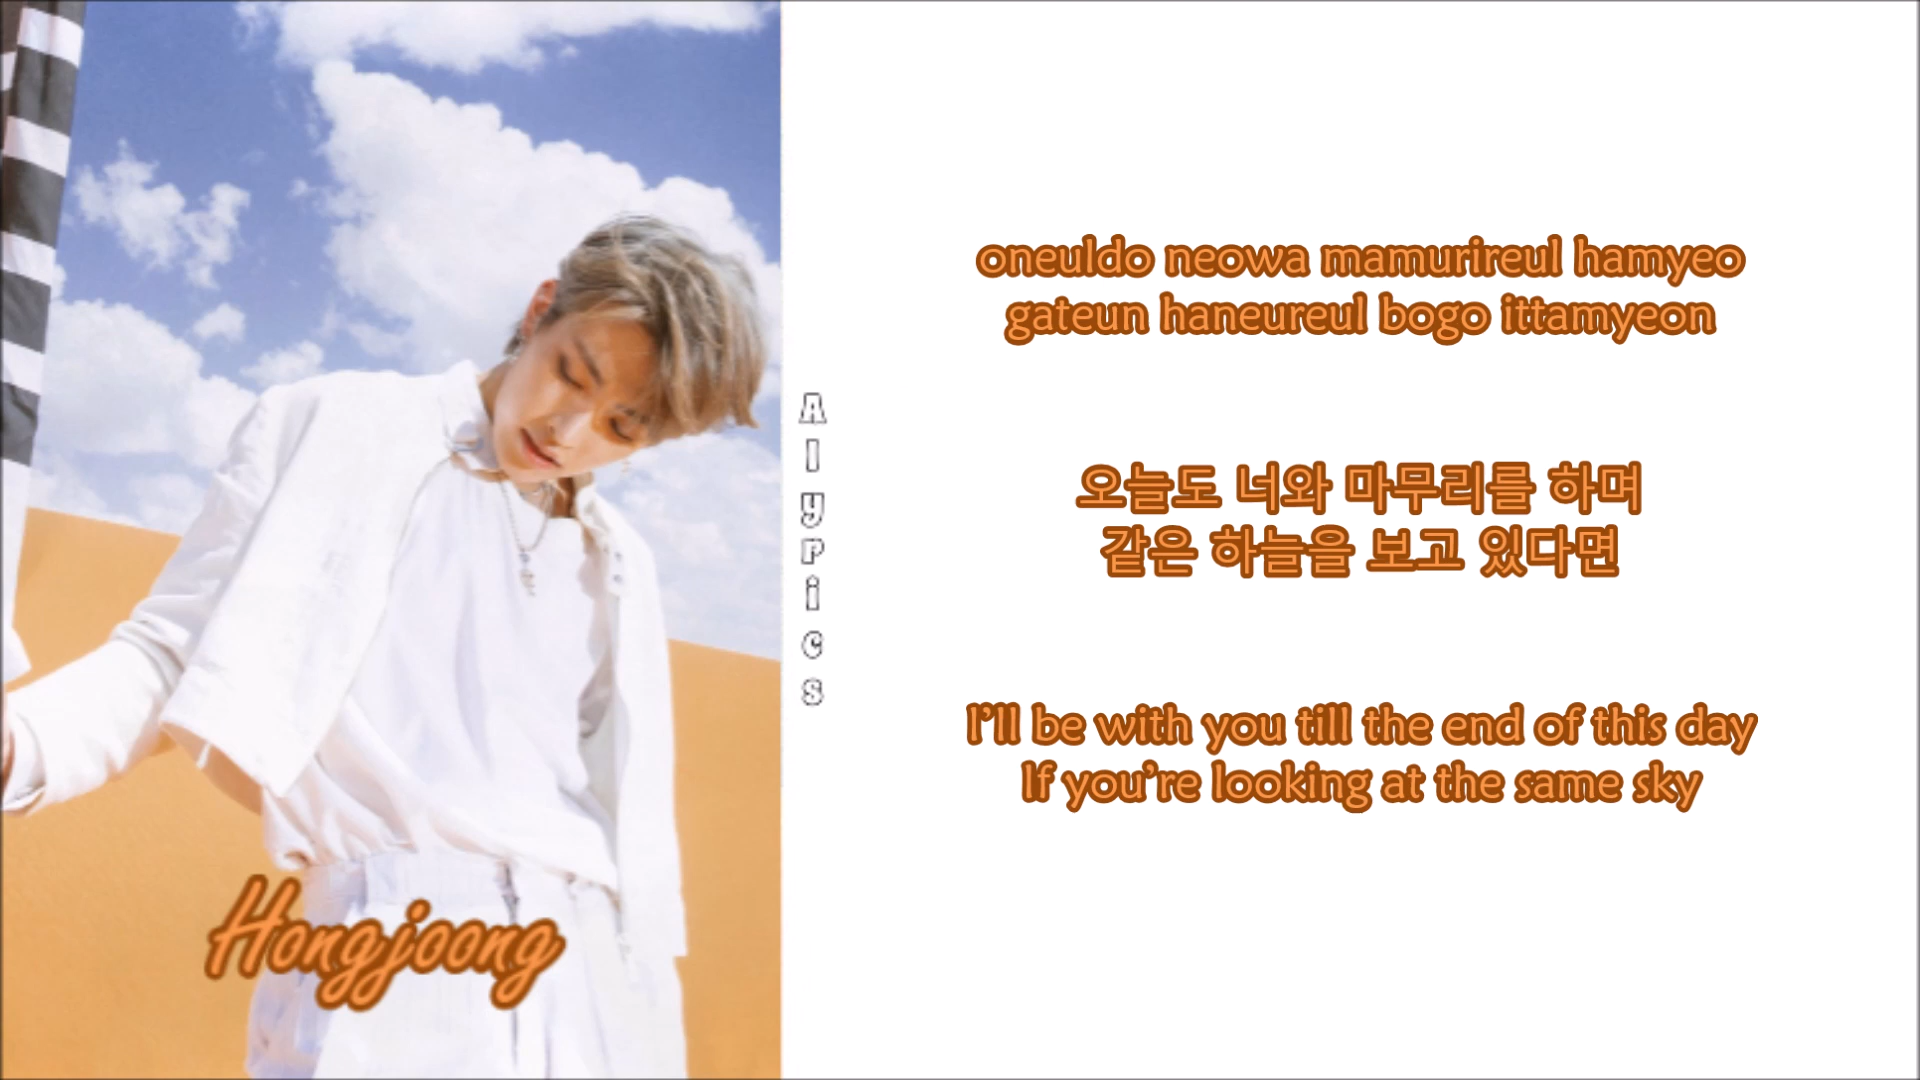 oneuldo neowa mamurireul hamyeo
gateun haneureul bogo ittamyeon
오늘도 너와 마무리를 하며
같은 하늘을 보고 있다면
I'll be with you till the end of this day
If you're looking at the same sky
Alyrics
Hongjoong